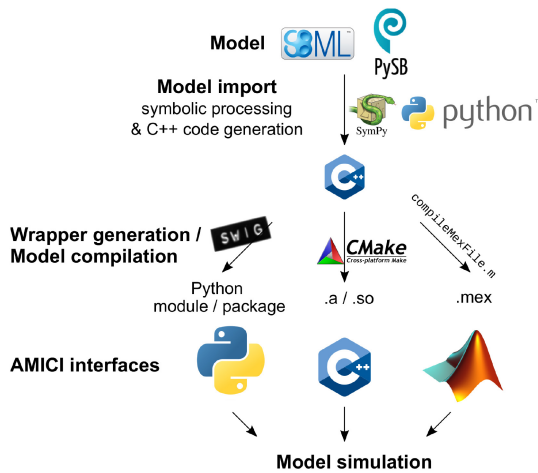 Model
SBML
PySB
Model import
symbolic processing
& C++ code generation
SymPy
python
C++
Wrapper generation /
Model compilation
SWIG
CMake
Cross-platform Make
compileMexFile.m
Python
module / package
.a / .so
.mex
AMICI interfaces
C++
Model simulation